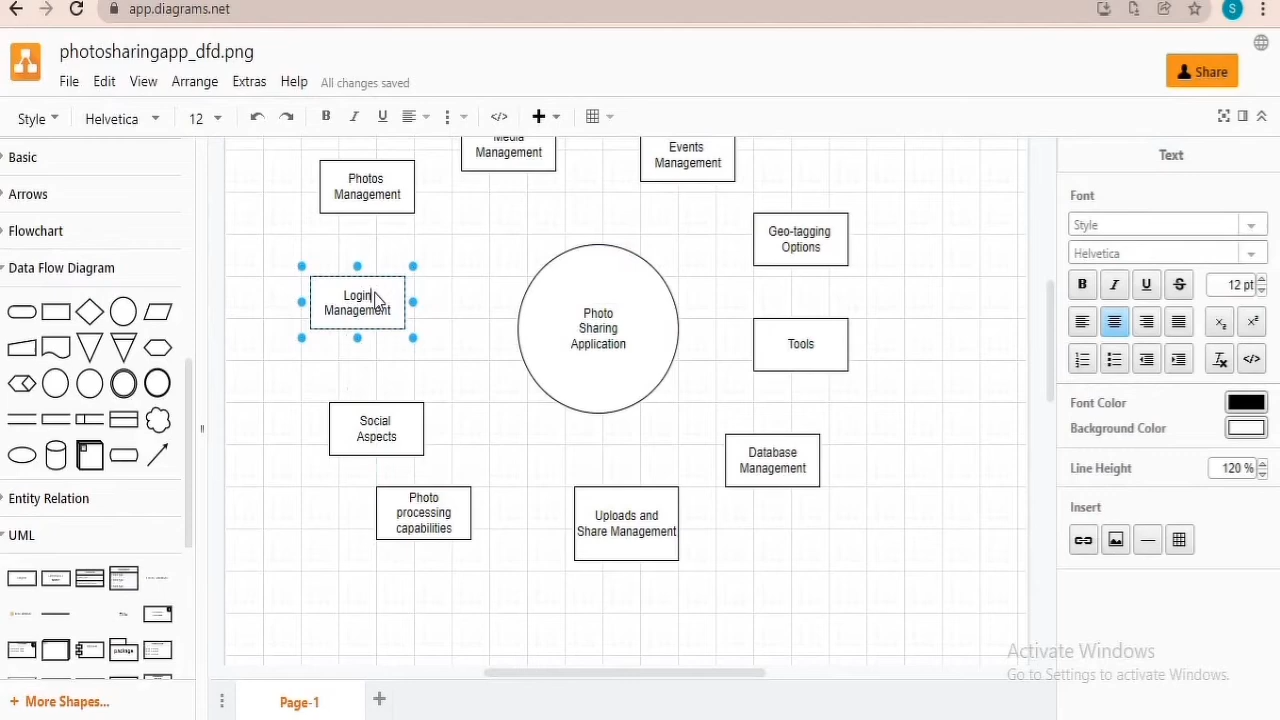 app.diagrams.net
S
photosharingapp_dfd.png
File Edit View Arrange Extras Help All changes saved
Share
Style Helvetica 12 B I U </>
Basic
Arrows
Flowchart
Data Flow Diagram
Entity Relation
UML
package
+ More Shapes...
Media
Management
Events
Management
Photos
Management
Geo-tagging
Options
Login
Management
Photo
Sharing
Application
Tools
Social
Aspects
Database
Management
Photo
processing
capabilities
Uploads and
Share Management
Page-1
Text
Font
Style
Helvetica
B I U S 12 pt
Font Color
Background Color
Line Height 120 %
Insert
Activate Windows
Go to Settings to activate Windows.